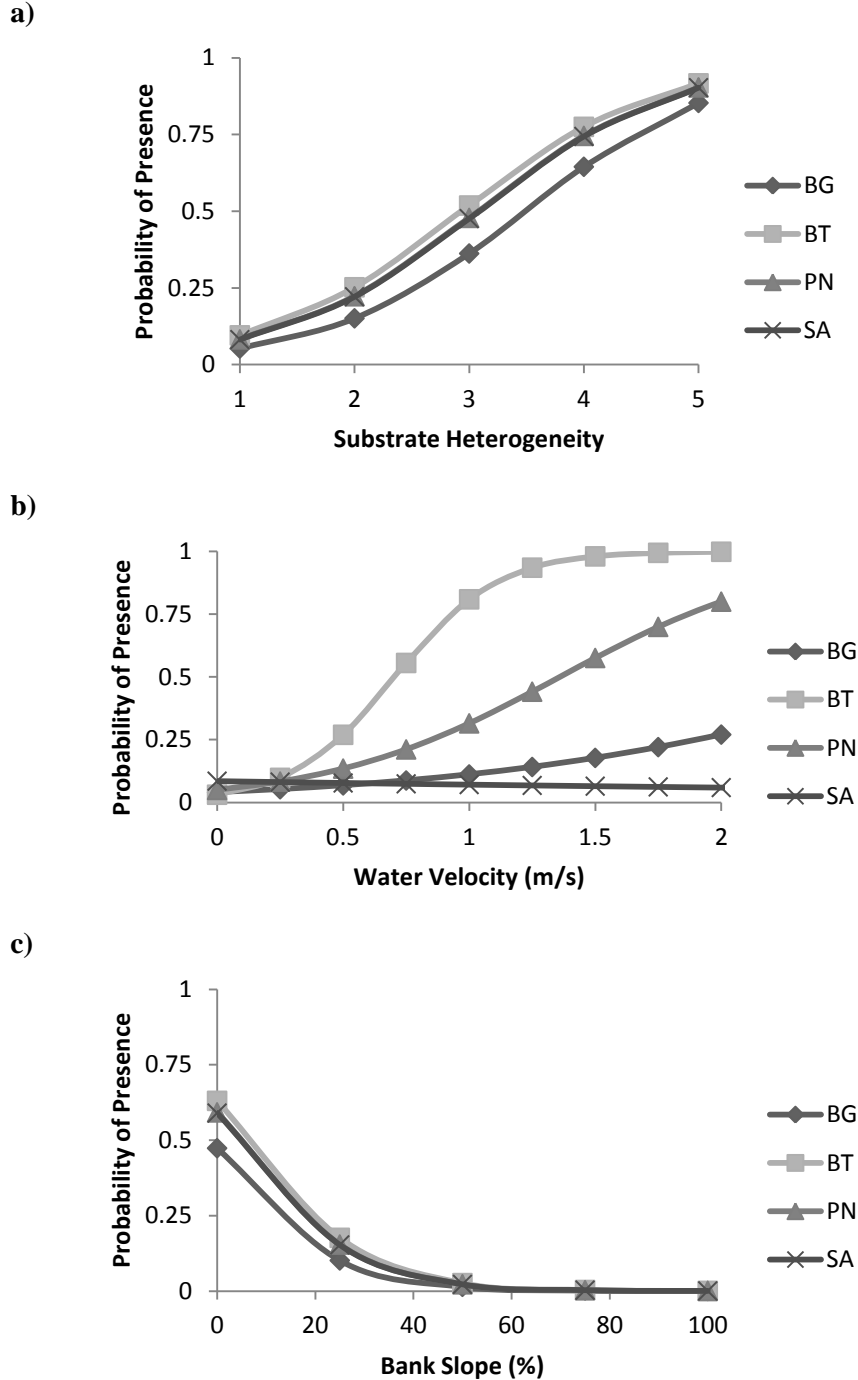 a)
Probability of Presence
1
0.75
0.5
0.25
0
1 2 3 4 5
Substrate Heterogeneity
BG
BT
PN
SA
b)
Probability of Presence
1
0.75
0.5
0.25
0
0 0.5 1 1.5 2
Water Velocity (m/s)
BG
BT
PN
SA
c)
Probability of Presence
1
0.75
0.5
0.25
0
0 20 40 60 80 100
Bank Slope (%)
BG
BT
PN
SA